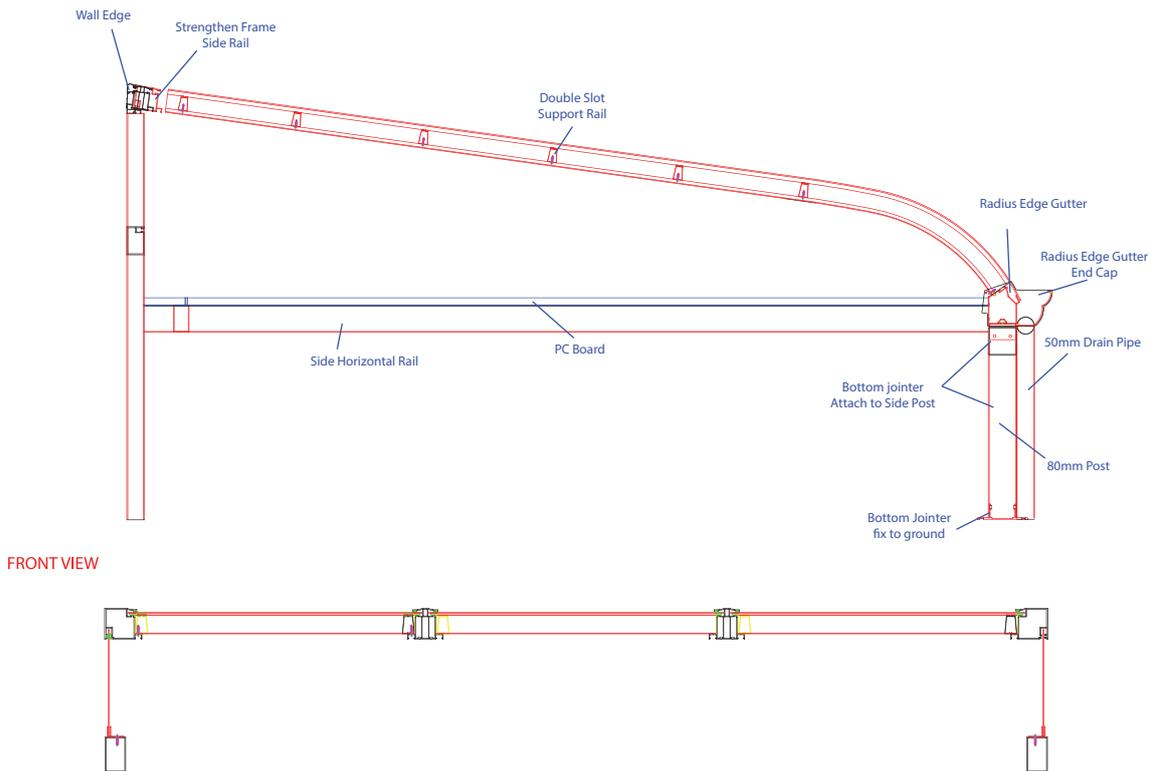 Wall Edge
Strengthen Frame
Side Rail
Double Slot
Support Rail
Radius Edge Gutter
Radius Edge Gutter
End Cap
50mm Drain Pipe
PC Board
Side Horizontal Rail
Bottom jointer
Attach to Side Post
80mm Post
Bottom Jointer
fix to ground
FRONT VIEW